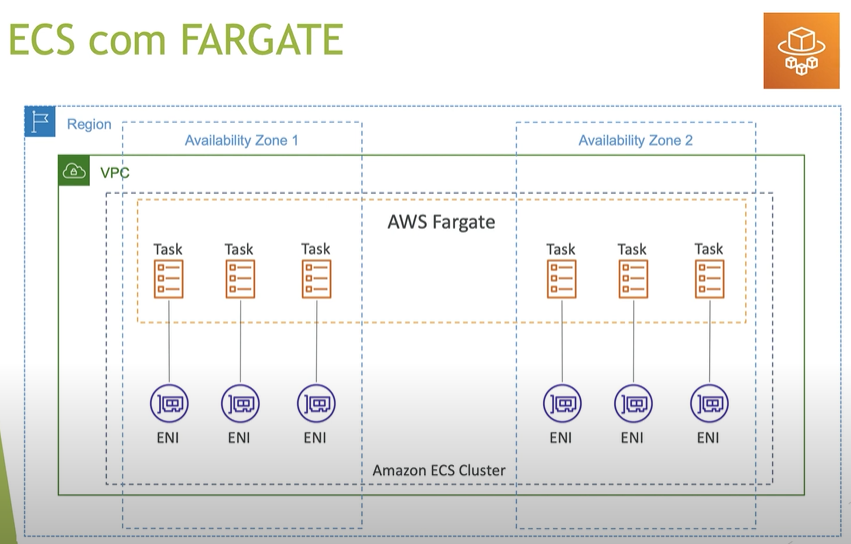 ECS com FARGATE
Region
Availability Zone 1
Availability Zone 2
VPC
AWS Fargate
Task
Task
Task
Task
Task
Task
ENI
ENI
ENI
ENI
ENI
ENI
Amazon ECS Cluster